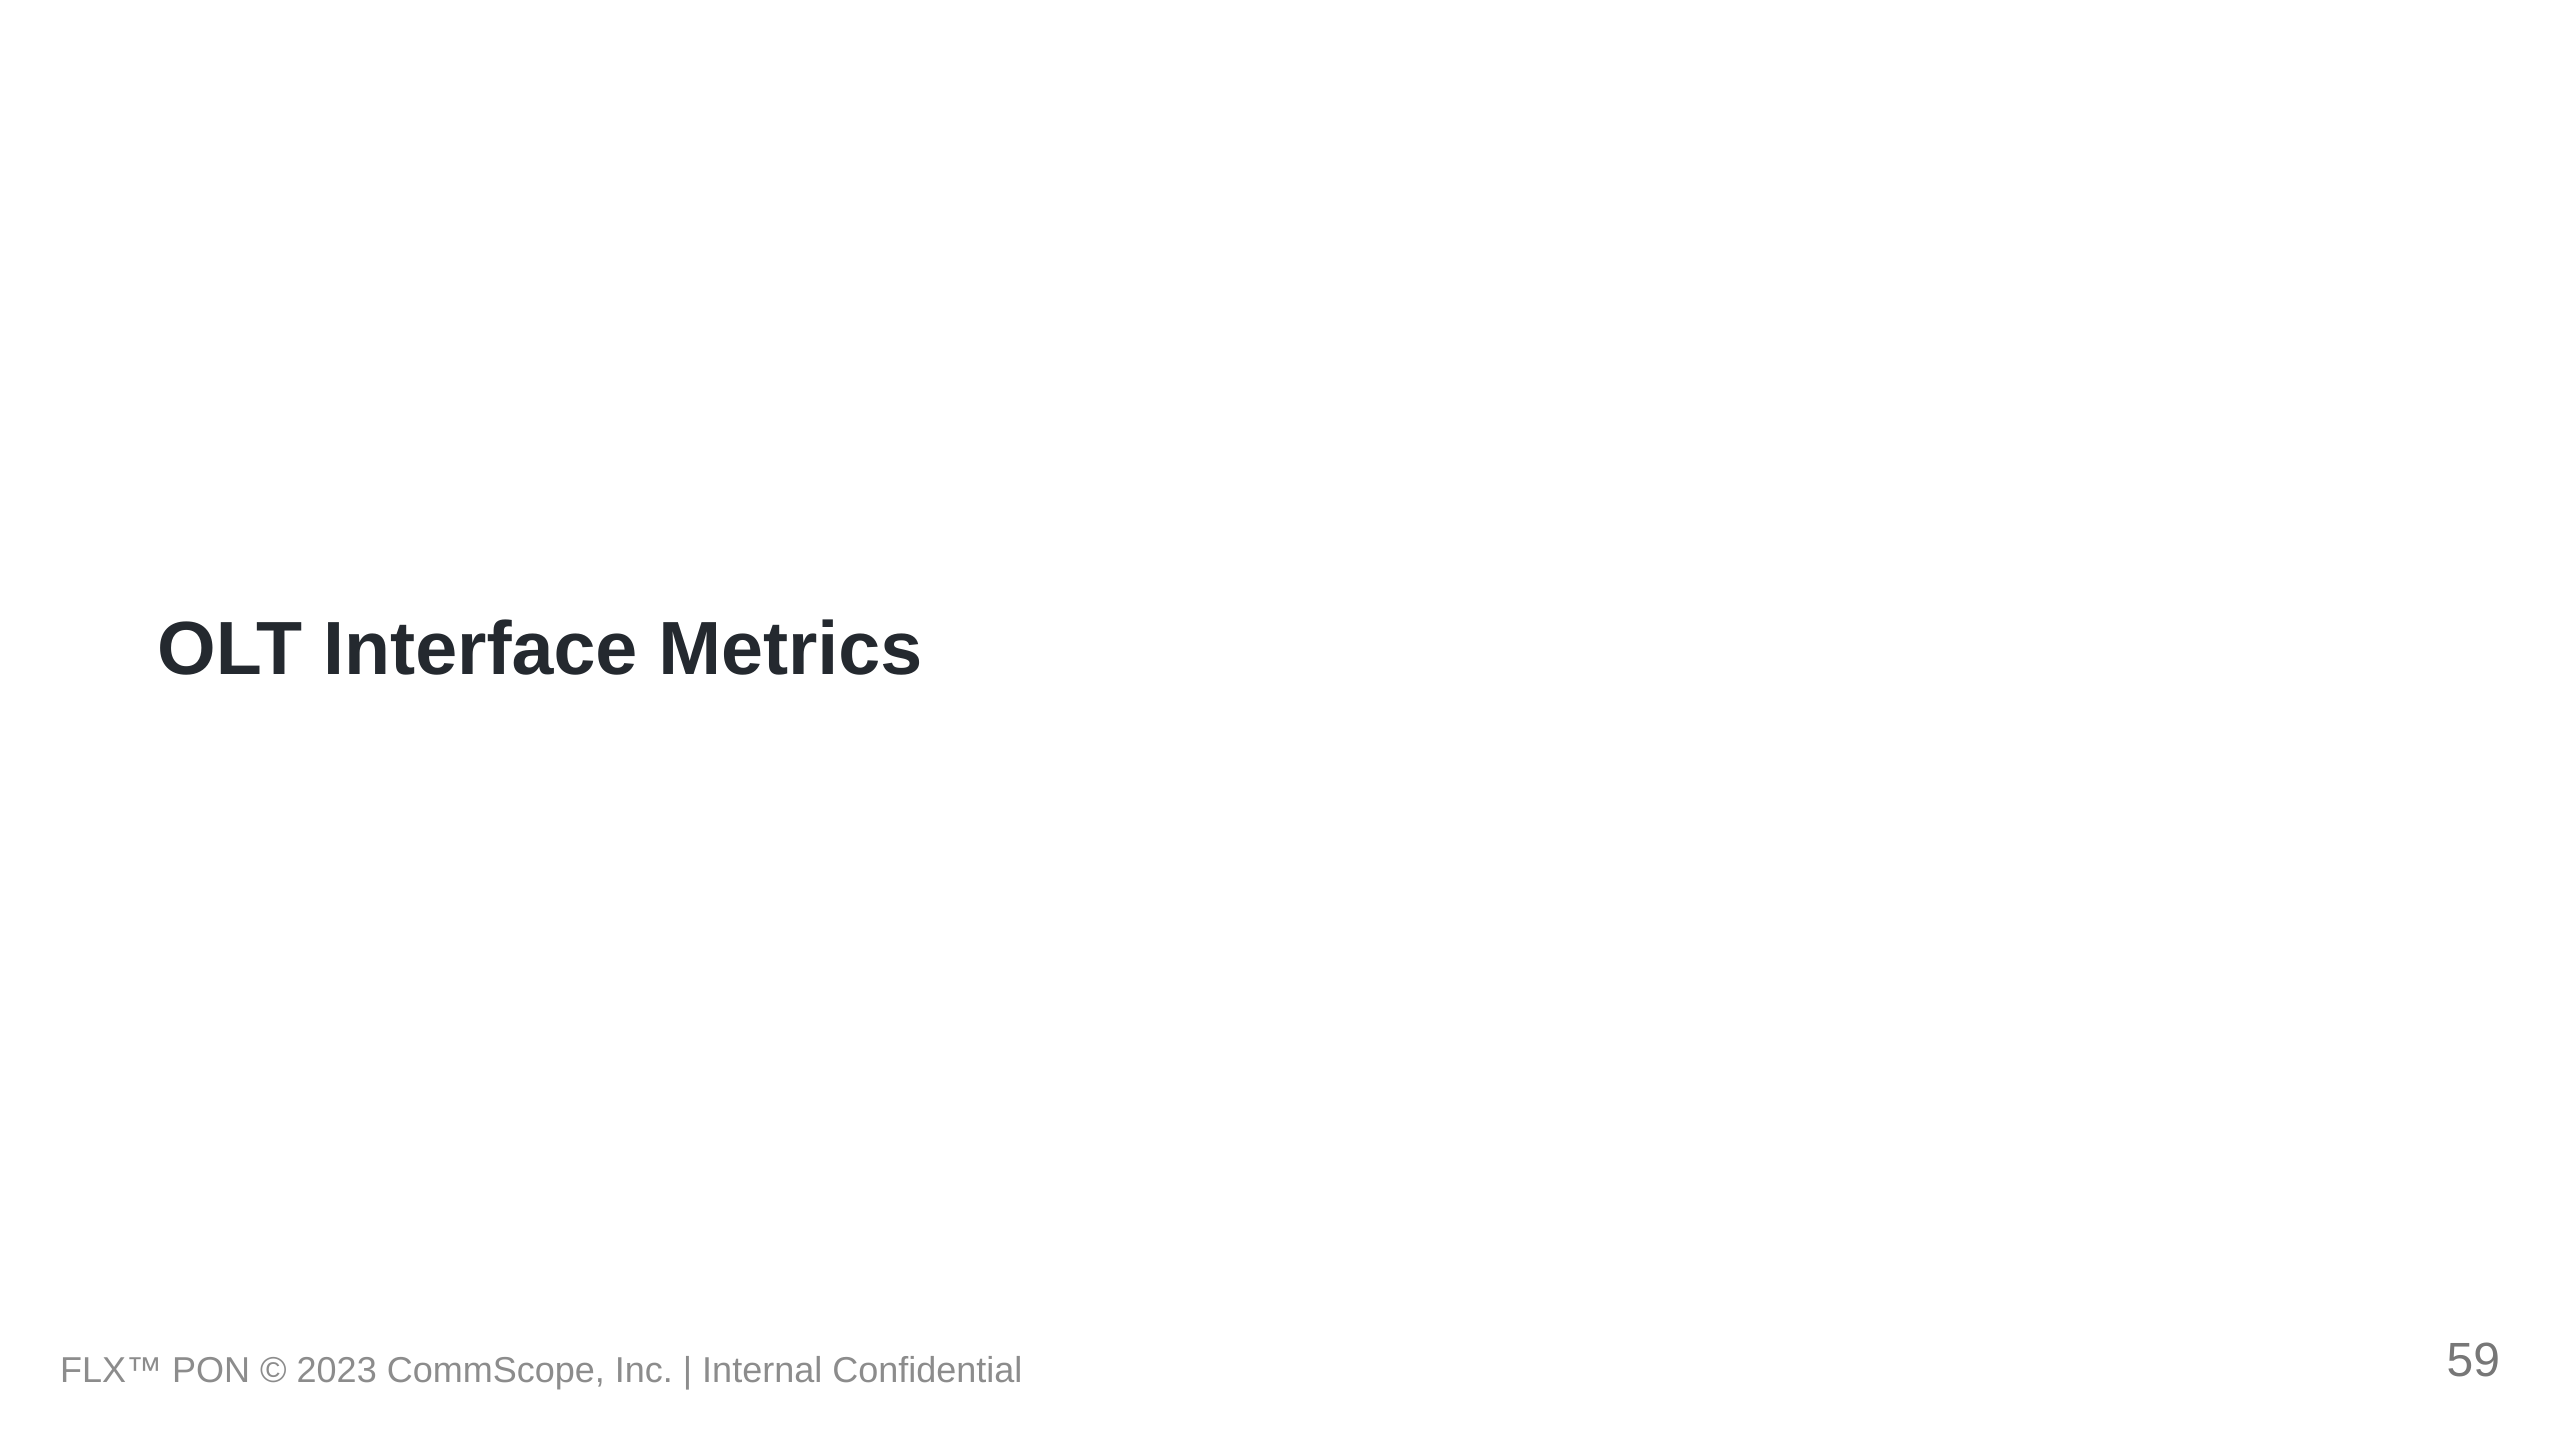 OLT Interface Metrics
FLX™ PON © 2023 CommScope, Inc. | Internal Confidential
59